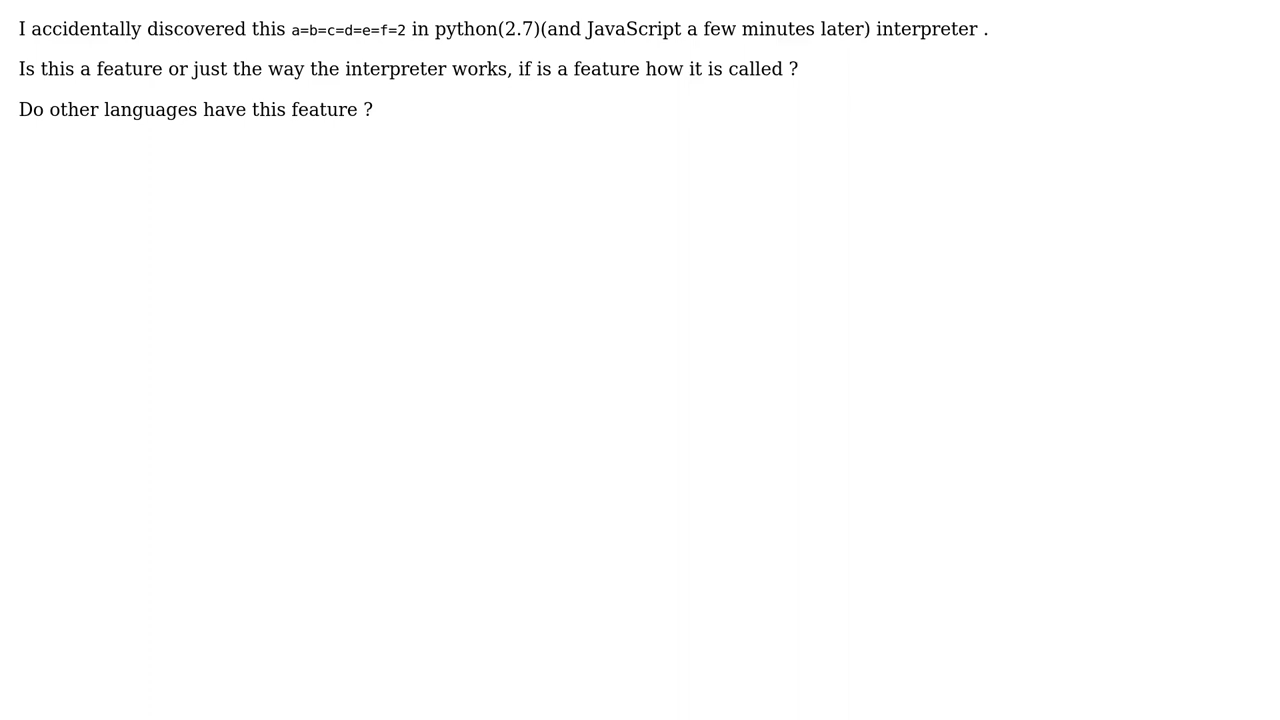 I accidentally discovered this a=b=c=d=e=f=2 in python(2.7)(and JavaScript a few minutes later) interpreter .
Is this a feature or just the way the interpreter works, if is a feature how it is called ?
Do other languages have this feature ?